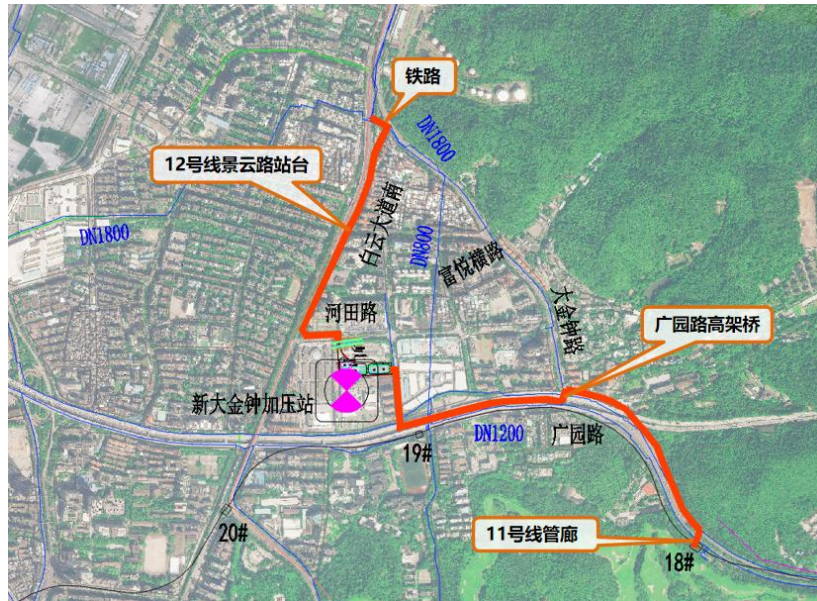 铁路
DN1800
12号线景云路站台
白云大道南
DN1800
DN800
富悦横路
大金钟路
河田路
广园路高架桥
新大金钟加压站
19#
DN1200
广园路
20#
11号线管廊
18#